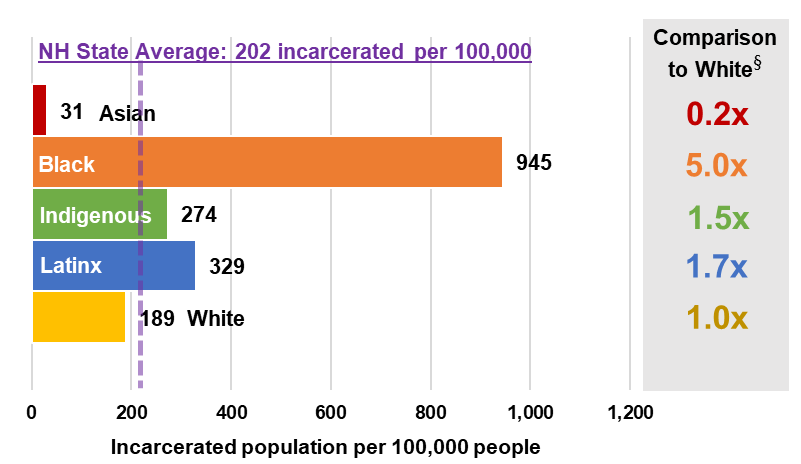 NH State Average: 202 incarcerated per 100,000
Comparison
to White§
31 Asian
0.2x
Black
945
5.0x
Indigenous
274
1.5x
Latinx
329
1.7x
189 White
1.0x
0 200 400 600 800 1,000 1,200
Incarcerated population per 100,000 people